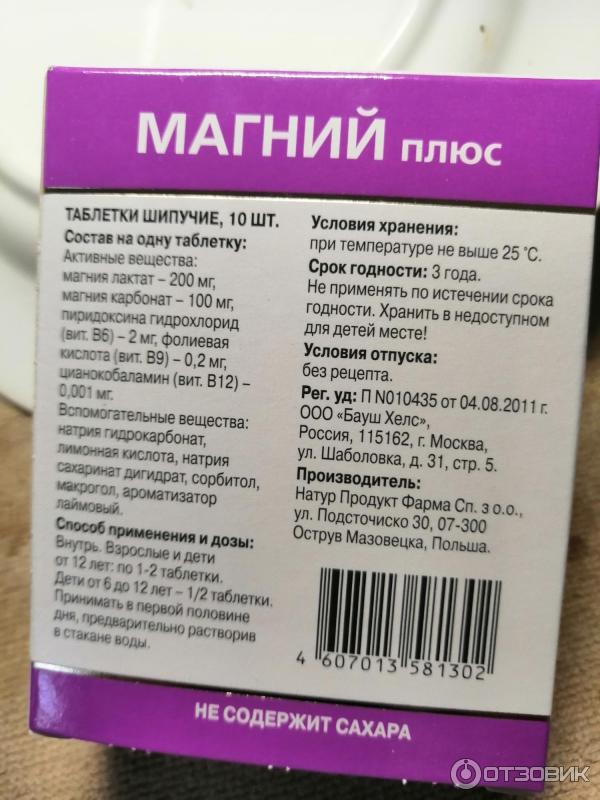 МАГНИЙ плюс
ТАБЛЕТКИ ШИПУЧИЕ, 10 ШТ.
Состав на одну таблетку:
Активные вещества:
магния лактат – 200 мг,
магния карбонат – 100 мг,
пиридоксина гидрохлорид
(вит. B6) – 2 мг, фолиевая
кислота (вит. B9) – 0,2 мг,
цианокобаламин (вит. B12) –
0,001 мг.
Вспомогательные вещества:
натрия гидрокарбонат,
лимонная кислота, натрия
сахаринат дигидрат, сорбитол,
макрогол, ароматизатор
лаймовый.
Способ применения и дозы:
Внутрь. Взрослые и дети
от 12 лет: по 1-2 таблетки.
Дети от 6 до 12 лет – 1/2 таблетки.
Принимать в первой половине
дня, предварительно растворив
в стакане воды.
Условия хранения:
при температуре не выше 25 °С.
Срок годности: 3 года.
Не применять по истечении срока
годности. Хранить в недоступном
для детей месте!
Условия отпуска:
без рецепта.
Рег. уд: П N010435 от 04.08.2011 г.
ООО «Бауш Хелс»,
Россия, 115162, г. Москва,
ул. Шаболовка, д. 31, стр. 5.
Производитель:
Натур Продукт Фарма Сп. з о.о.,
ул. Подсточиско 30, 07-300
Острув Мазовецка, Польша.
4 607013 581302
НЕ СОДЕРЖИТ САХАРА
ОТЗОВИК